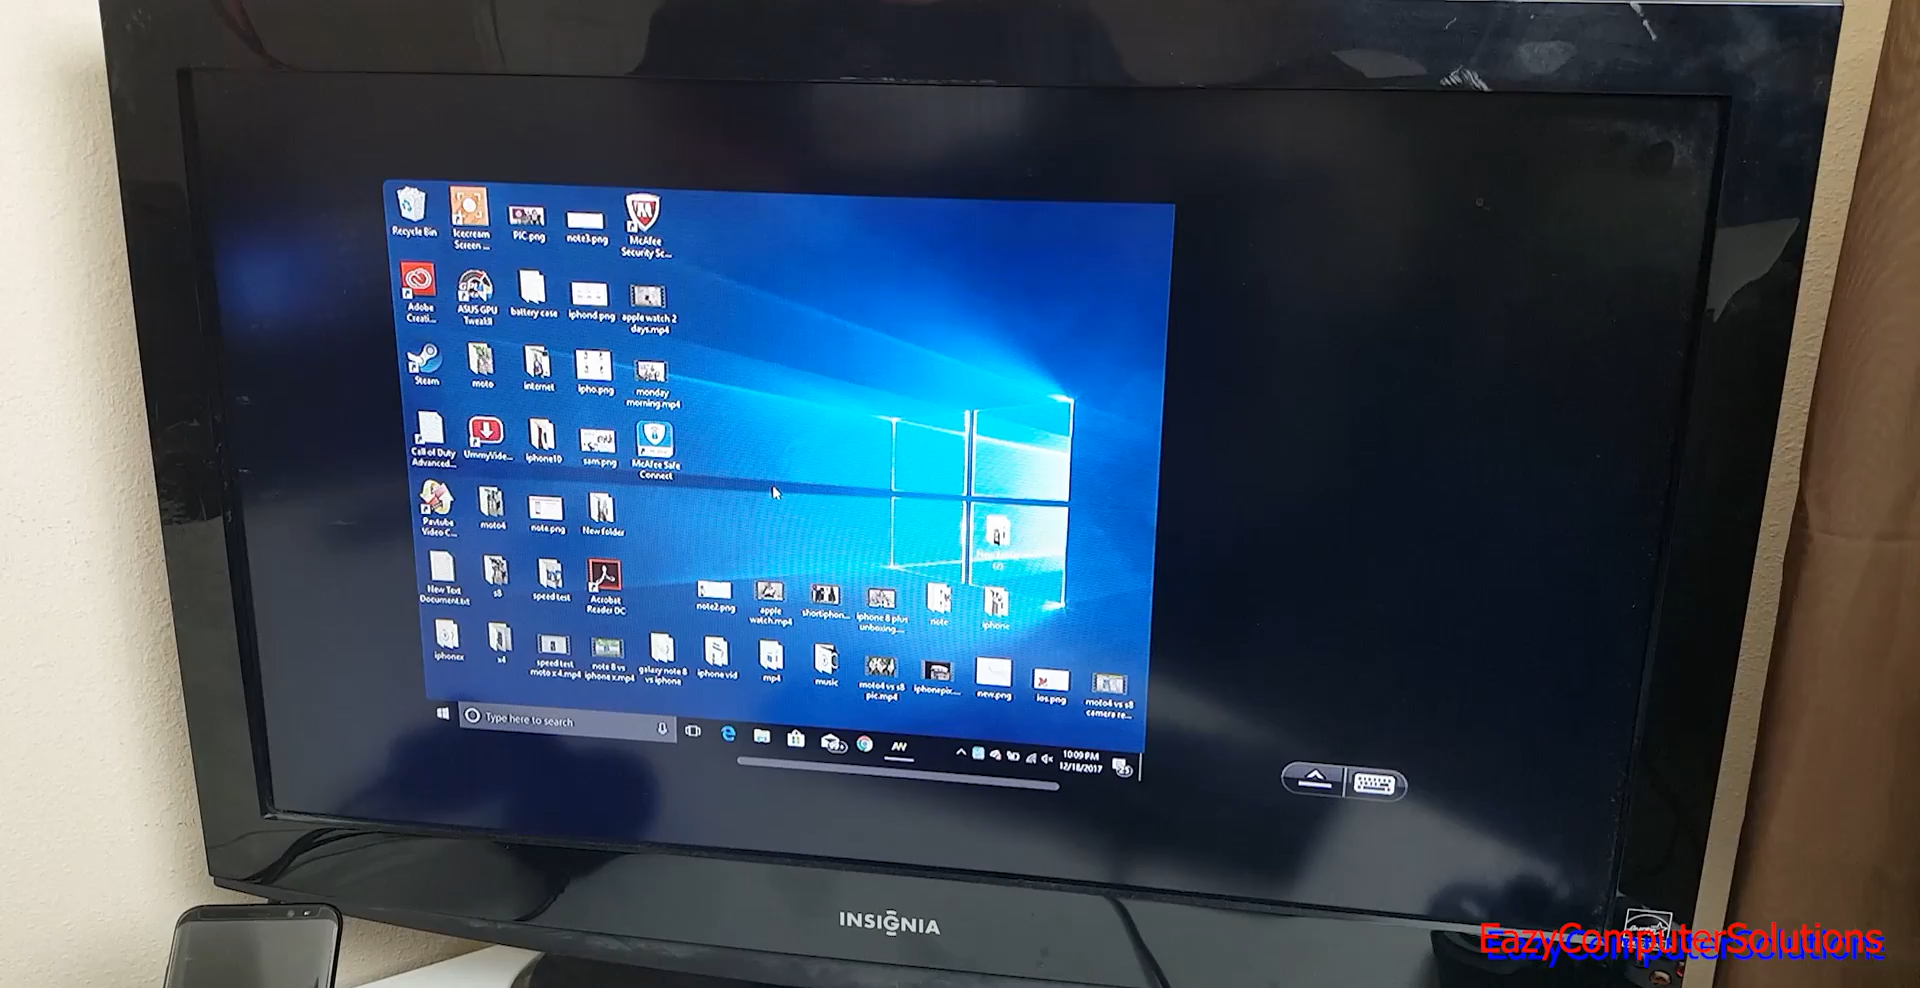 Recycle Bin
Icecream
Screen ...
PIC.png
note3.png
McAfee
Security Sc...
Adobe
Creati...
ASUS GPU
TweakII
battery case
iphond.png
apple watch 2
days.mp4
Steam
moto
internet
ipho.png
monday
morning.mp4
Call of Duty
Advanced...
UmmyVide...
iphone10
sam.png
McAfee Safe
Connect
Pavtube
Video C...
moto4
note.png
New folder
(2)
New Text
Document.txt
s8
speed test
Acrobat
Reader DC
note2.png
apple
watch.mp4
shortiphon...
iphone 8 plus
unboxing....
note
iphone
iphonex
x4
speed test
moto x 4.mp4
note 8 vs
iphone x.mp4
galaxy note 8
vs iphone
iphone vid
mp4
music
moto4 vs s8
pic.mp4
iphonepir....
new.png
ios.png
moto4 vs s8
camera re...
Type here to search
10:09 PM
12/18/2017
INSIGNIA
EazyComputerSolutions